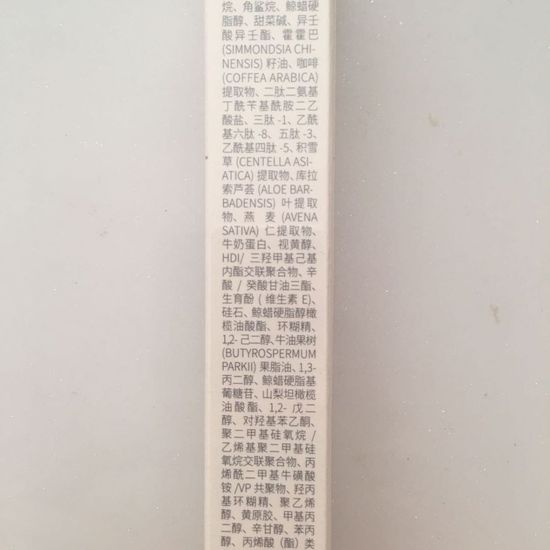 烷、角鲨烷、鲸蜡硬
脂醇、甜菜碱、异壬
酸异壬酯、霍霍巴
(SIMMONDSIA CHI-
NENSIS) 籽油、咖啡
(COFFEA ARABICA)
提取物、二肽二氨基
丁酰苄基酰胺二乙
酸盐、三肽 -1、乙酰
基六肽 -8、五肽 -3、
乙酰基四肽 -5、积雪
草 (CENTELLA ASI-
ATICA) 提取物、库拉
索芦荟 (ALOE BAR-
BADENSIS) 叶提取
物、燕麦 (AVENA
SATIVA) 仁提取物、
牛奶蛋白、视黄醇、
HDI/ 三羟甲基己基
内酯交联聚合物、辛
酸 / 癸酸甘油三酯、
生育酚 ( 维生素 E)、
硅石、鲸蜡硬脂醇橄
榄油酸酯、环糊精、
1,2- 己二醇、牛油果树
(BUTYROSPERMUM
PARKII) 果脂油、1,3-
丙二醇、鲸蜡硬脂基
葡糖苷、山梨坦橄榄
油酸酯、1,2- 戊二
醇、对羟基苯乙酮、
聚二甲基硅氧烷 /
乙烯基聚二甲基硅
氧烷交联聚合物、丙
烯酰二甲基牛磺酸
铵 /VP 共聚物、羟丙
基环糊精、聚乙烯
醇、黄原胶、甲基丙
二醇、辛甘醇、苯丙
醇、丙烯酸（酯）类